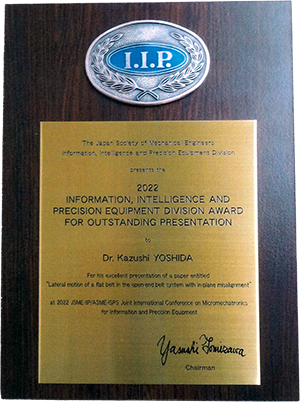 I.I.P.
The Japan Society of Mechanical Engineers
Information, Intelligence and Precision Equipment Division
presents the
2022
INFORMATION, INTELLIGENCE AND
PRECISION EQUIPMENT DIVISION AWARD
FOR OUTSTANDING PRESENTATION
to
Dr. Kazushi YOSHIDA
For his excellent presentation of a paper entitled
"Lateral motion of a flat belt in the open-end belt system with in-plane misalignment"
at 2022 JSME-IIP/ASME-ISPS Joint International Conference on Micromechatronics
for Information and Precision Equipment
Yasushi Tomizawa
Chairman